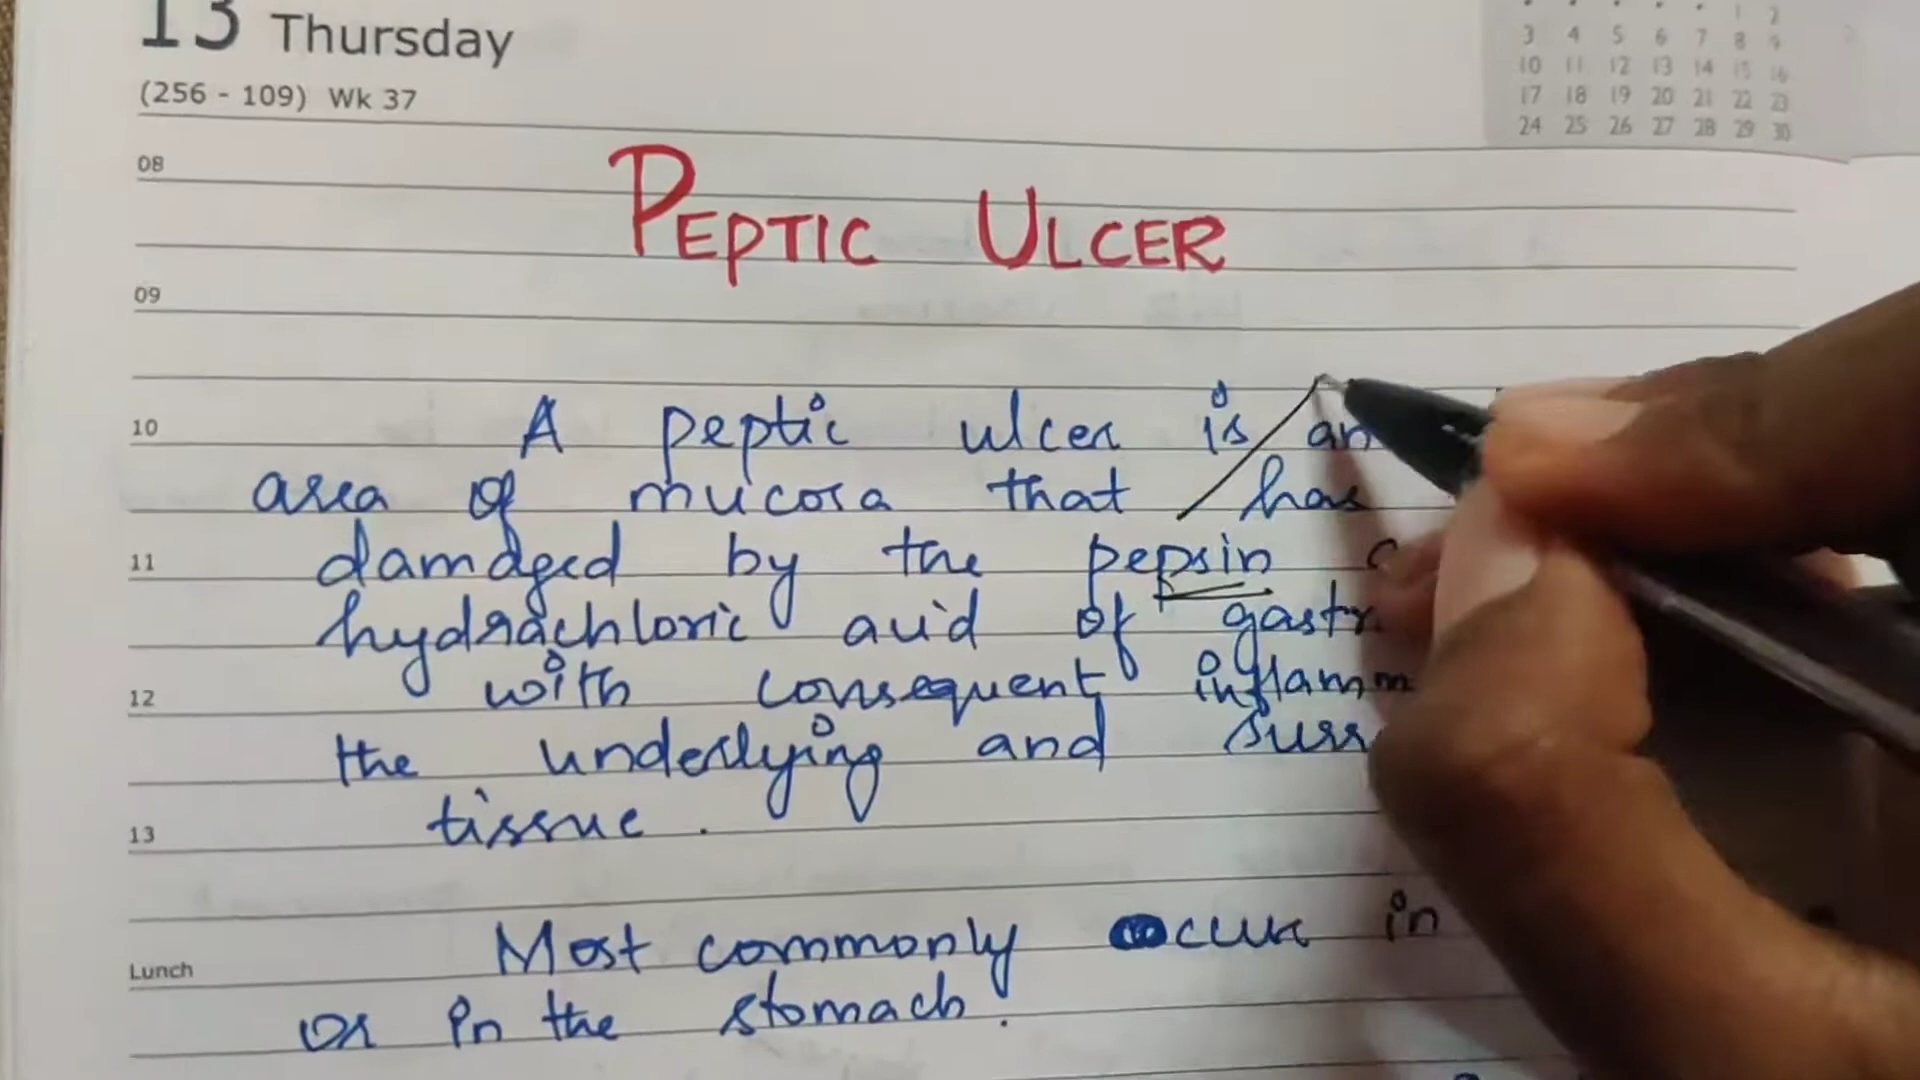 13 Thursday
(256 - 109) Wk 37
1 2
3 4 5 6 7 8 9
10 11 12 13 14 15 16
17 18 19 20 21 22 23
24 25 26 27 28 29 30
08
PEPTIC ULCER
09
10
A peptic ulcer is an
area of mucosa that has
11
damaged by the pepsin
hydrachloric acid of
12
with consequent
the underlying and
tissue .
13
Most commonly occur in
Lunch
or in the stomach.